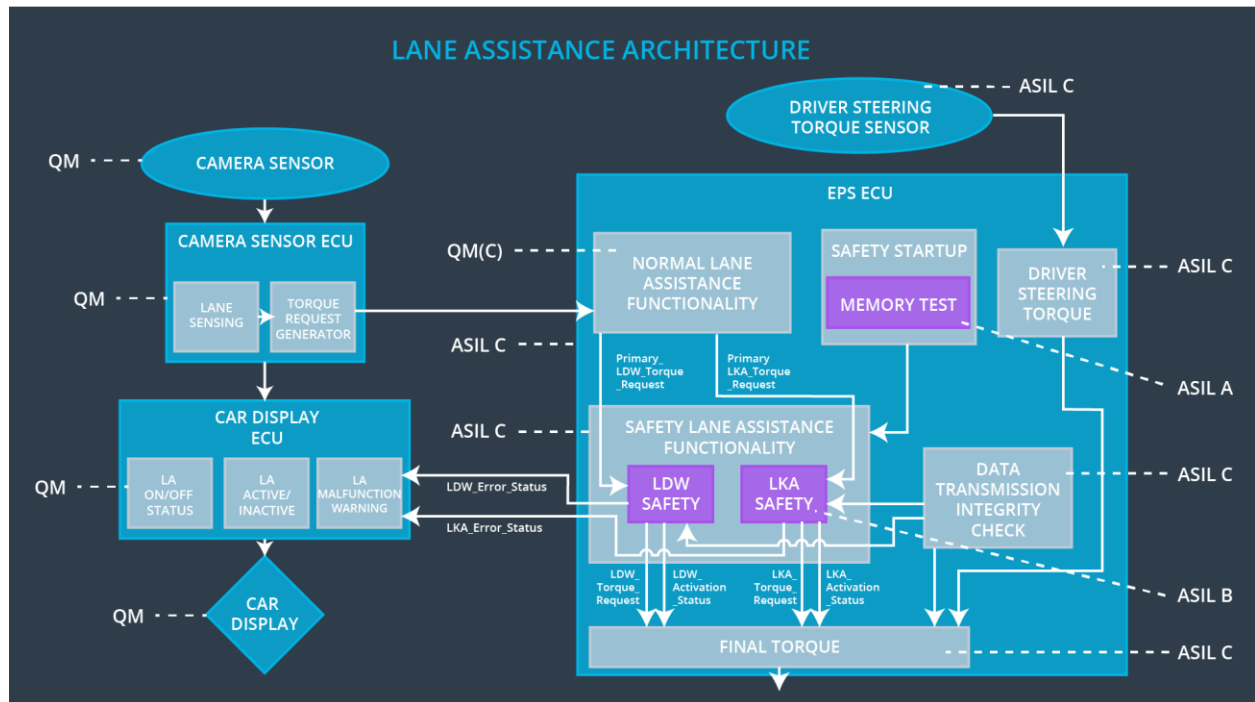 LANE ASSISTANCE ARCHITECTURE
ASIL C
DRIVER STEERING
TORQUE SENSOR
QM
CAMERA SENSOR
EPS ECU
CAMERA SENSOR ECU
QM
LANE
SENSING
TORQUE
REQUEST
GENERATOR
QM(C)
NORMAL LANE
ASSISTANCE
FUNCTIONALITY
SAFETY STARTUP
MEMORY TEST
DRIVER
STEERING
TORQUE
ASIL C
ASIL C
ASIL A
Primary_
LDW_Torque
_Request
Primary
LKA_Torque
_Request
CAR DISPLAY
ECU
QM
LA
ON/OFF
STATUS
LA
ACTIVE/
INACTIVE
LA
MALFUNCTION
WARNING
ASIL C
SAFETY LANE ASSISTANCE
FUNCTIONALITY
LDW
SAFETY
LKA
SAFETY
DATA
TRANSMISSION
INTEGRITY
CHECK
ASIL C
LDW_Error_Status
LKA_Error_Status
LDW_
Torque_
Request
LDW_
Activation
_Status
LKA_
Torque_
Request
LKA_
Activation
_Status
ASIL B
QM
CAR
DISPLAY
FINAL TORQUE
ASIL C